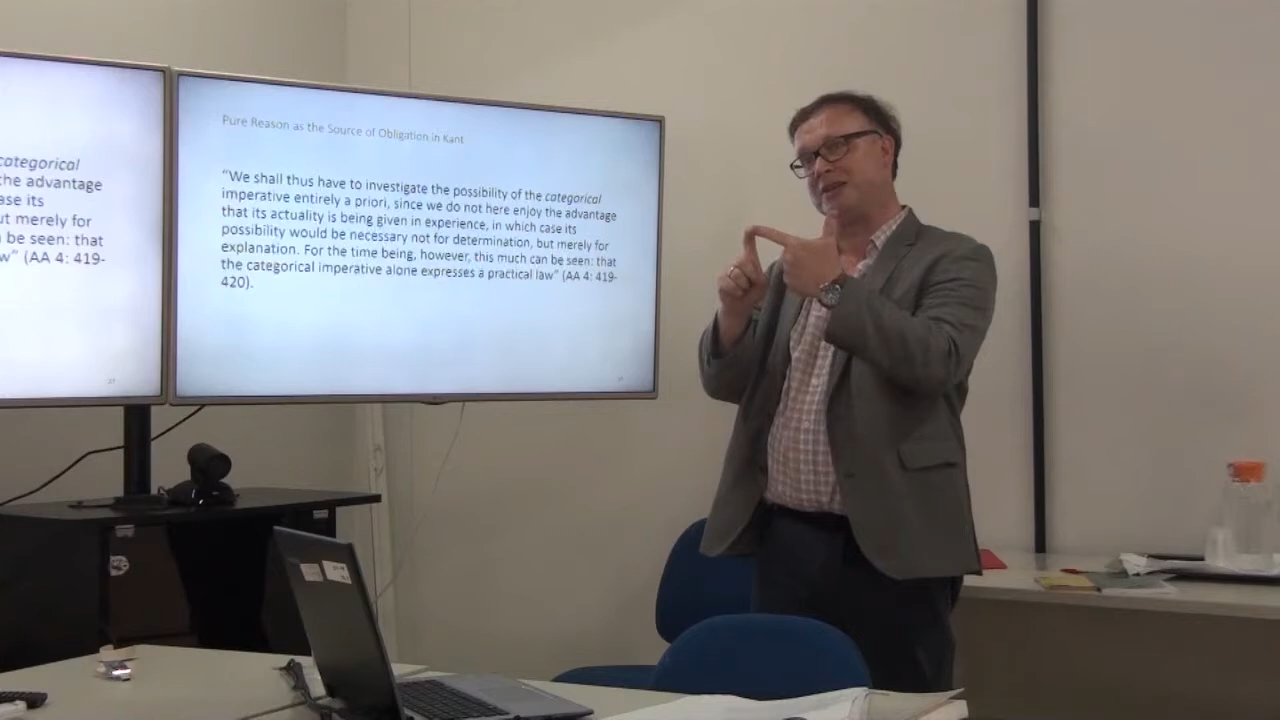 categorical
the advantage
ase its
ut merely for
be seen: that
w" (AA 4: 419-
27
Pure Reason as the Source of Obligation in Kant
"We shall thus have to investigate the possibility of the categorical
imperative entirely a priori, since we do not here enjoy the advantage
that its actuality is being given in experience, in which case its
possibility would be necessary not for determination, but merely for
explanation. For the time being, however, this much can be seen: that
the categorical imperative alone expresses a practical law" (AA 4: 419-
420).